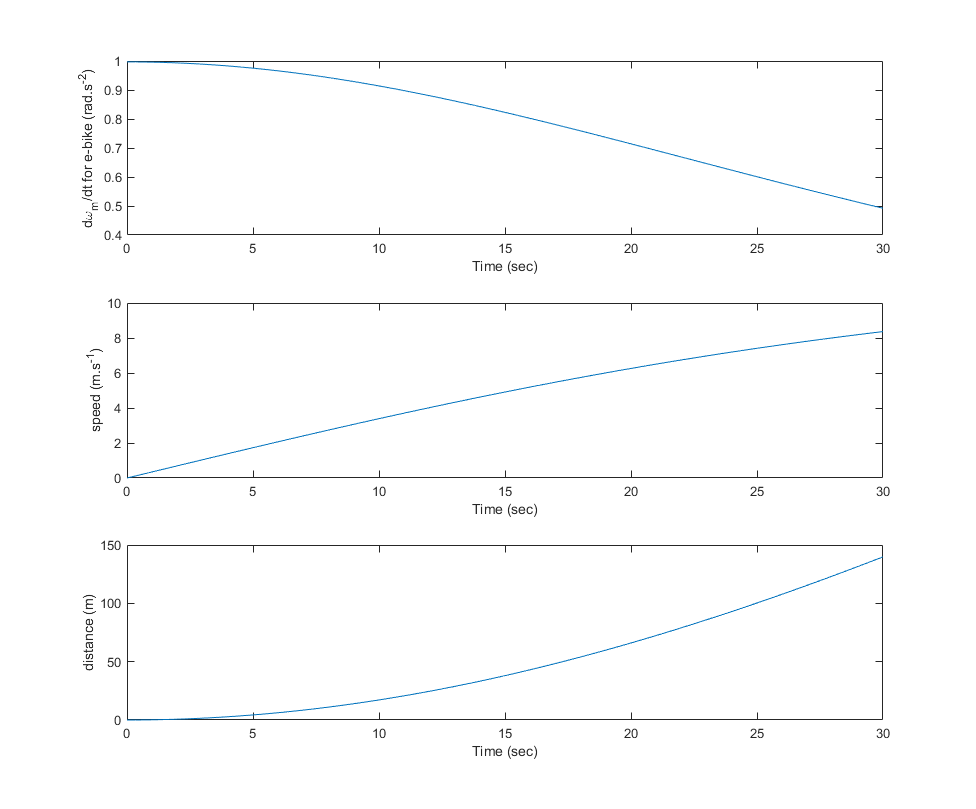 dω_m/dt for e-bike (rad.s^-2)
1
0.9
0.8
0.7
0.6
0.5
0.4
0 5 10 15 20 25 30
Time (sec)
speed (m.s^-1)
10
8
6
4
2
0
0 5 10 15 20 25 30
Time (sec)
distance (m)
150
100
50
0
0 5 10 15 20 25 30
Time (sec)